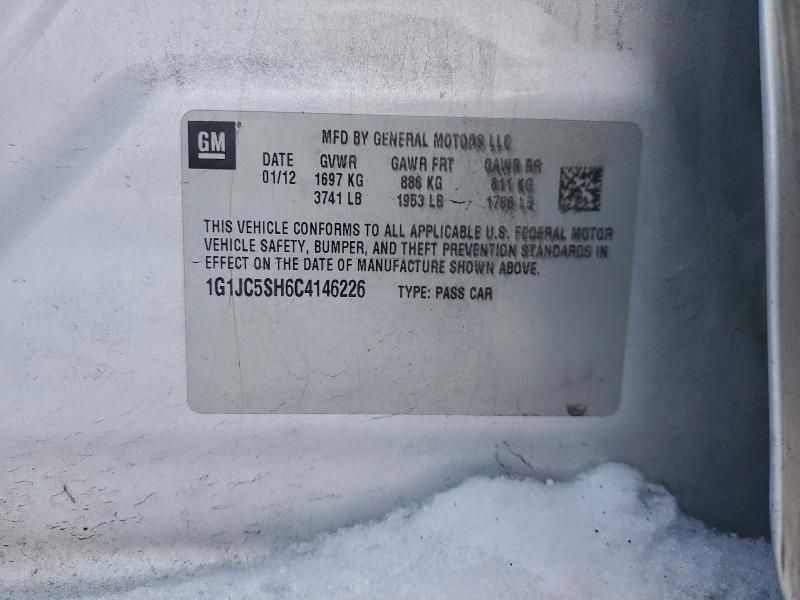 GM
MFD BY GENERAL MOTORS LLC
DATE GVWR GAWR FRT GAWR RR
01/12 1697 KG 886 KG 811 KG
3741 LB 1953 LB 1788 LB
THIS VEHICLE CONFORMS TO ALL APPLICABLE U.S. FEDERAL MOTOR
VEHICLE SAFETY, BUMPER, AND THEFT PREVENTION STANDARDS IN
EFFECT ON THE DATE OF MANUFACTURE SHOWN ABOVE.
1G1JC5SH6C4146226 TYPE: PASS CAR